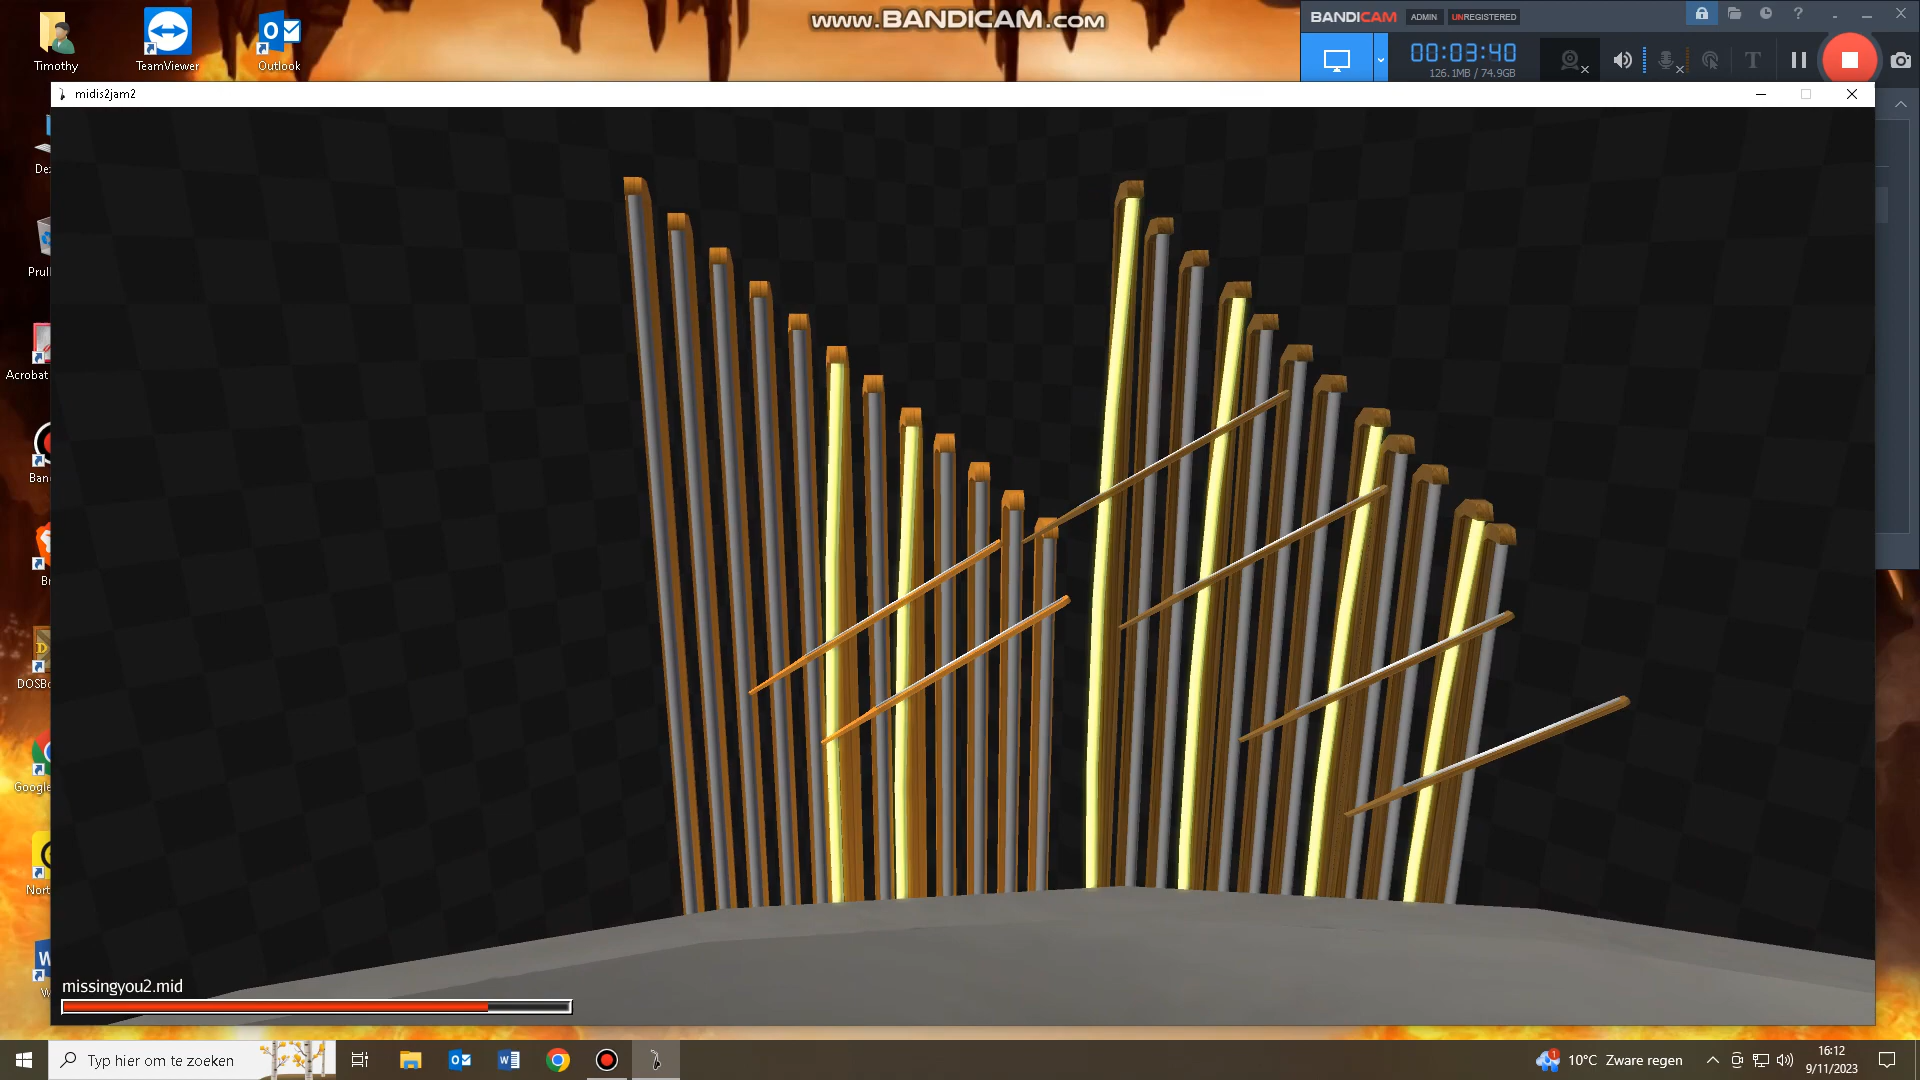 www.BANDICAM.com
BANDICAM
ADMIN
UNREGISTERED
00:03:40
126.1MB / 74.9GB
Timothy
TeamViewer
Outlook
midis2jam2
Acrobat
missingyou2.mid
Typ hier om te zoeken
10°C Zware regen
16:12
9/11/2023